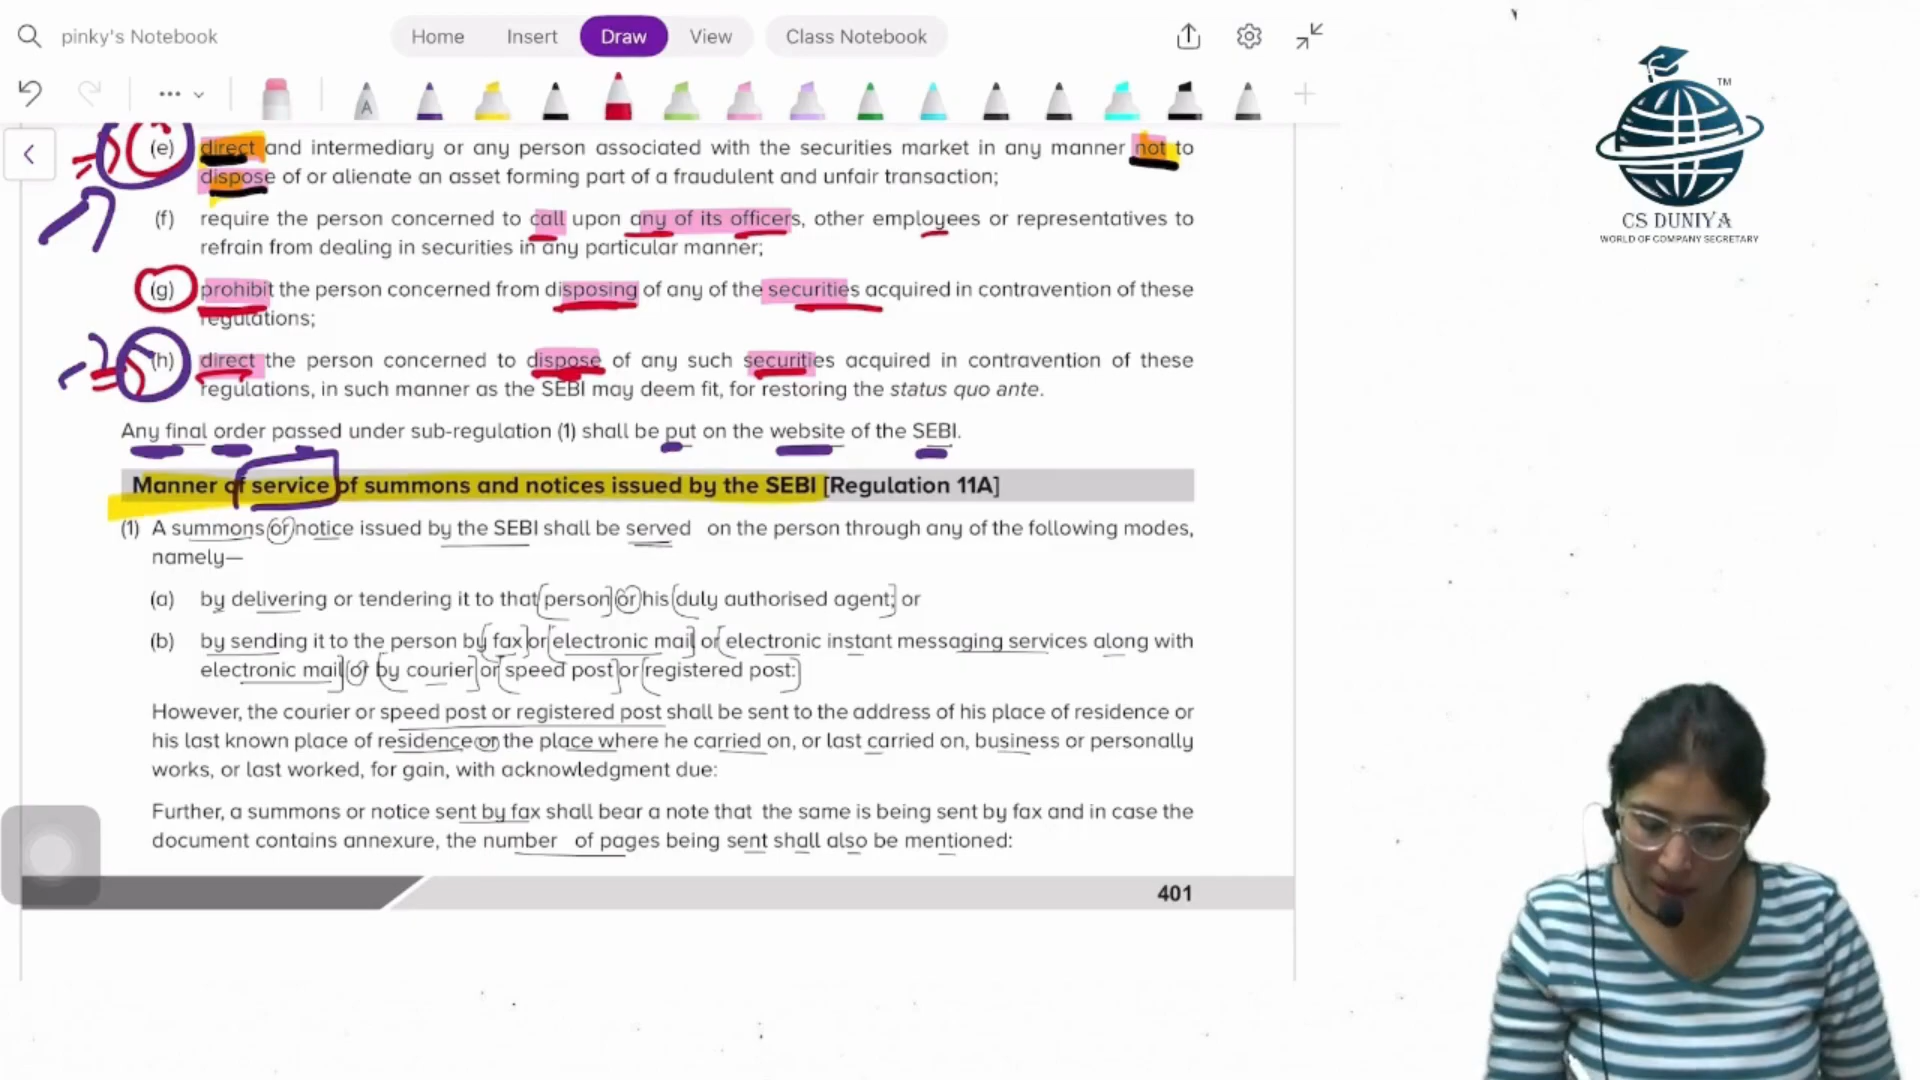 pinky's Notebook
Home Insert Draw View Class Notebook
A
(e) direct and intermediary or any person associated with the securities market in any manner not to
dispose of or alienate an asset forming part of a fraudulent and unfair transaction;
(f) require the person concerned to call upon any of its officers, other employees or representatives to
refrain from dealing in securities in any particular manner;
(g) prohibit the person concerned from disposing of any of the securities acquired in contravention of these
regulations;
(h) direct the person concerned to dispose of any such securities acquired in contravention of these
regulations, in such manner as the SEBI may deem fit, for restoring the status quo ante.
Any final order passed under sub-regulation (1) shall be put on the website of the SEBI.
Manner of service of summons and notices issued by the SEBI [Regulation 11A]
(1) A summons or notice issued by the SEBI shall be served on the person through any of the following modes,
namely—
(a) by delivering or tendering it to that person or his duly authorised agent; or
(b) by sending it to the person by fax or electronic mail or electronic instant messaging services along with
electronic mail or by courier or speed post or registered post:
However, the courier or speed post or registered post shall be sent to the address of his place of residence or
his last known place of residence or the place where he carried on, or last carried on, business or personally
works, or last worked, for gain, with acknowledgment due:
Further, a summons or notice sent by fax shall bear a note that the same is being sent by fax and in case the
document contains annexure, the number of pages being sent shall also be mentioned:
401
TM
CS DUNIYA
WORLD OF COMPANY SECRETARY